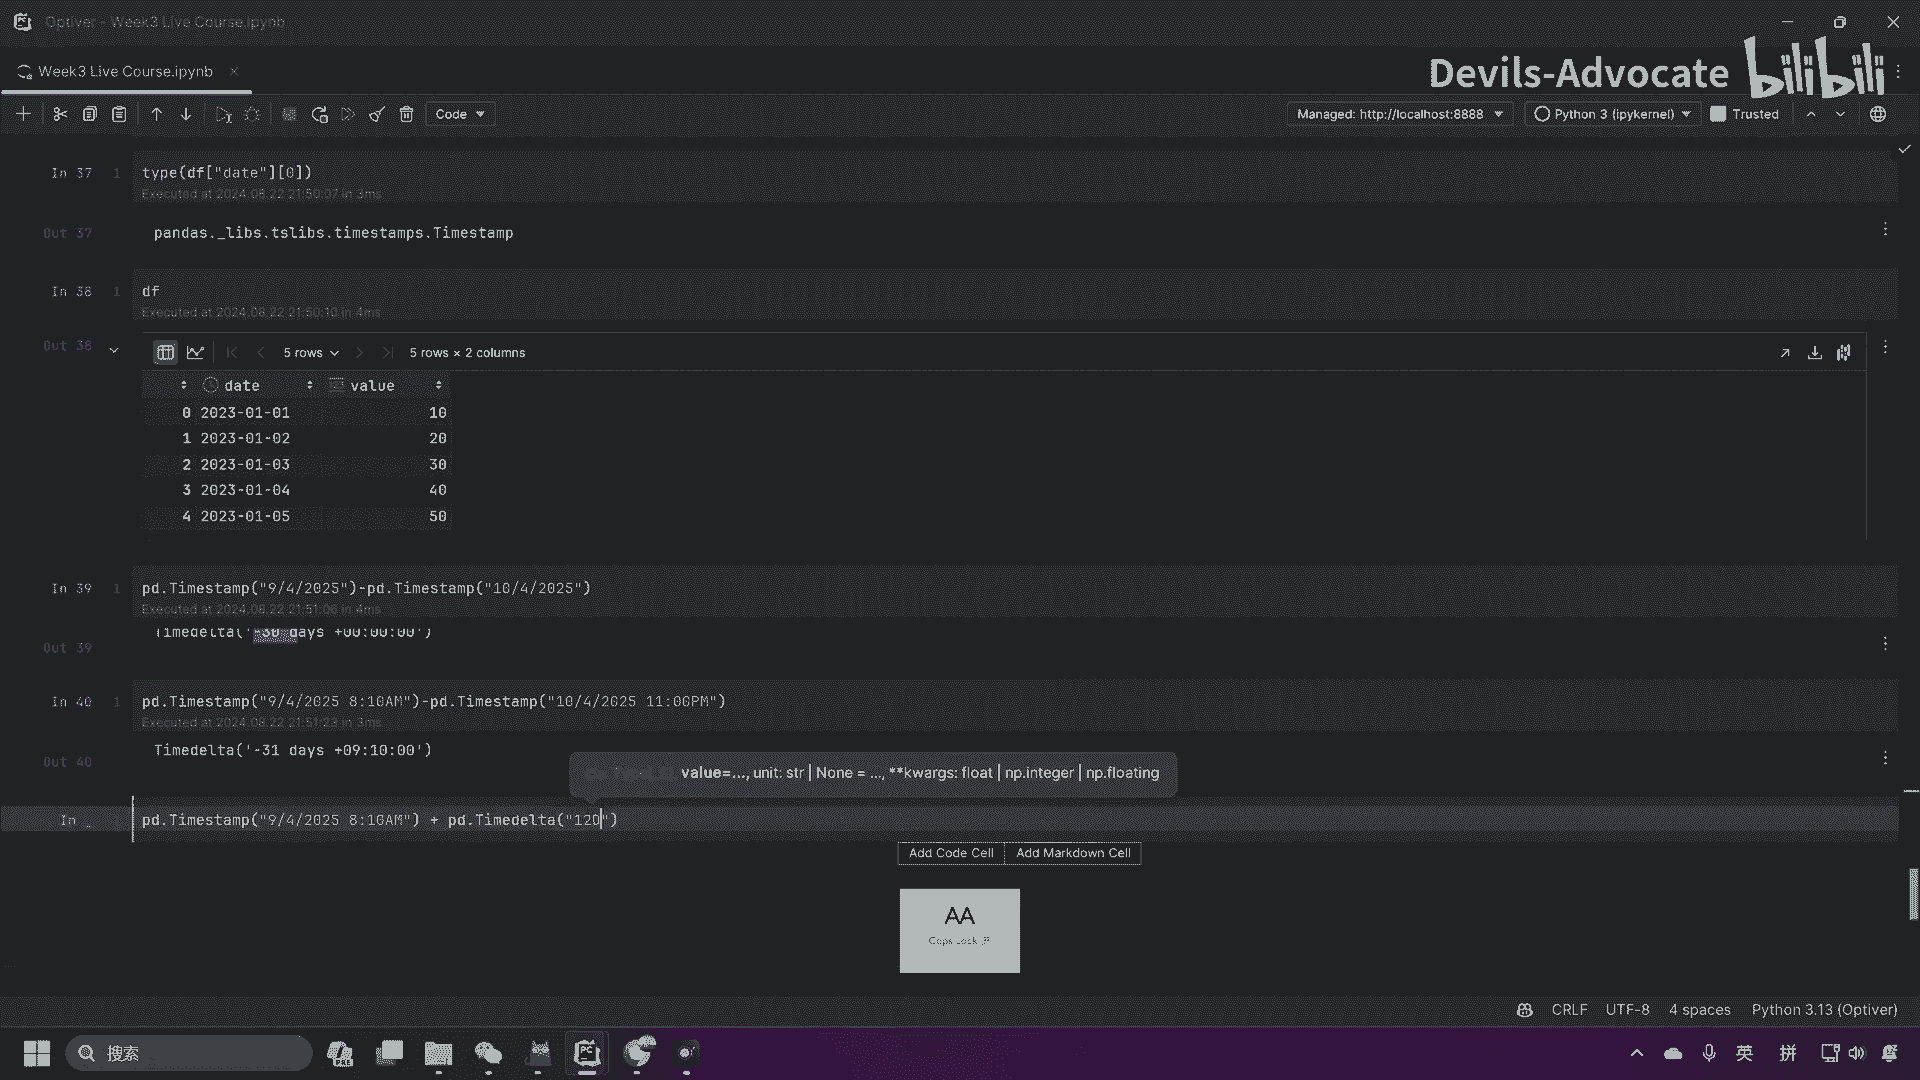 Optiver - Week3 Live Course.ipynb
Week3 Live Course.ipynb
Devils-Advocate bilibili
Code
Managed: http://localhost:8888
Python 3 (ipykernel)
Trusted
In 37 1 type(df["date"][0])
Executed at 2024.08.22 21:50:07 in 3ms
Out 37 pandas._libs.tslibs.timestamps.Timestamp
In 38 1 df
Executed at 2024.08.22 21:50:10 in 4ms
Out 38
5 rows 5 rows × 2 columns
date value
0 2023-01-01 10
1 2023-01-02 20
2 2023-01-03 30
3 2023-01-04 40
4 2023-01-05 50
In 39 1 pd.Timestamp("9/4/2025")-pd.Timestamp("10/4/2025")
Executed at 2024.08.22 21:51:06 in 4ms
Out 39 Timedelta('-30 days +00:00:00')
In 40 1 pd.Timestamp("9/4/2025 8:10AM")-pd.Timestamp("10/4/2025 11:00PM")
Executed at 2024.08.22 21:51:23 in 3ms
Out 40 Timedelta('-31 days +09:10:00')
value=..., unit: str | None = ..., **kwargs: float | np.integer | np.floating
In _ 1 pd.Timestamp("9/4/2025 8:10AM") + pd.Timedelta("12D")
Add Code Cell Add Markdown Cell
AA
Caps Lock 开
CRLF UTF-8 4 spaces Python 3.13 (Optiver)
搜索
PRE
PC
英
拼